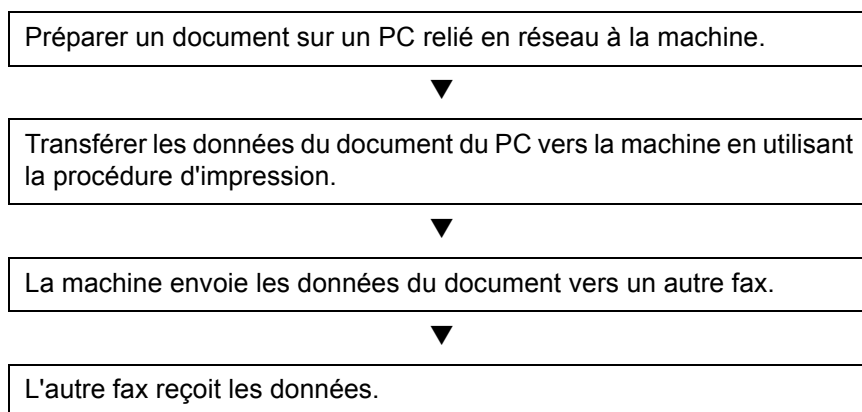 Préparer un document sur un PC relié en réseau à la machine.
Transférer les données du document du PC vers la machine en utilisant
la procédure d'impression.
La machine envoie les données du document vers un autre fax.
L'autre fax reçoit les données.